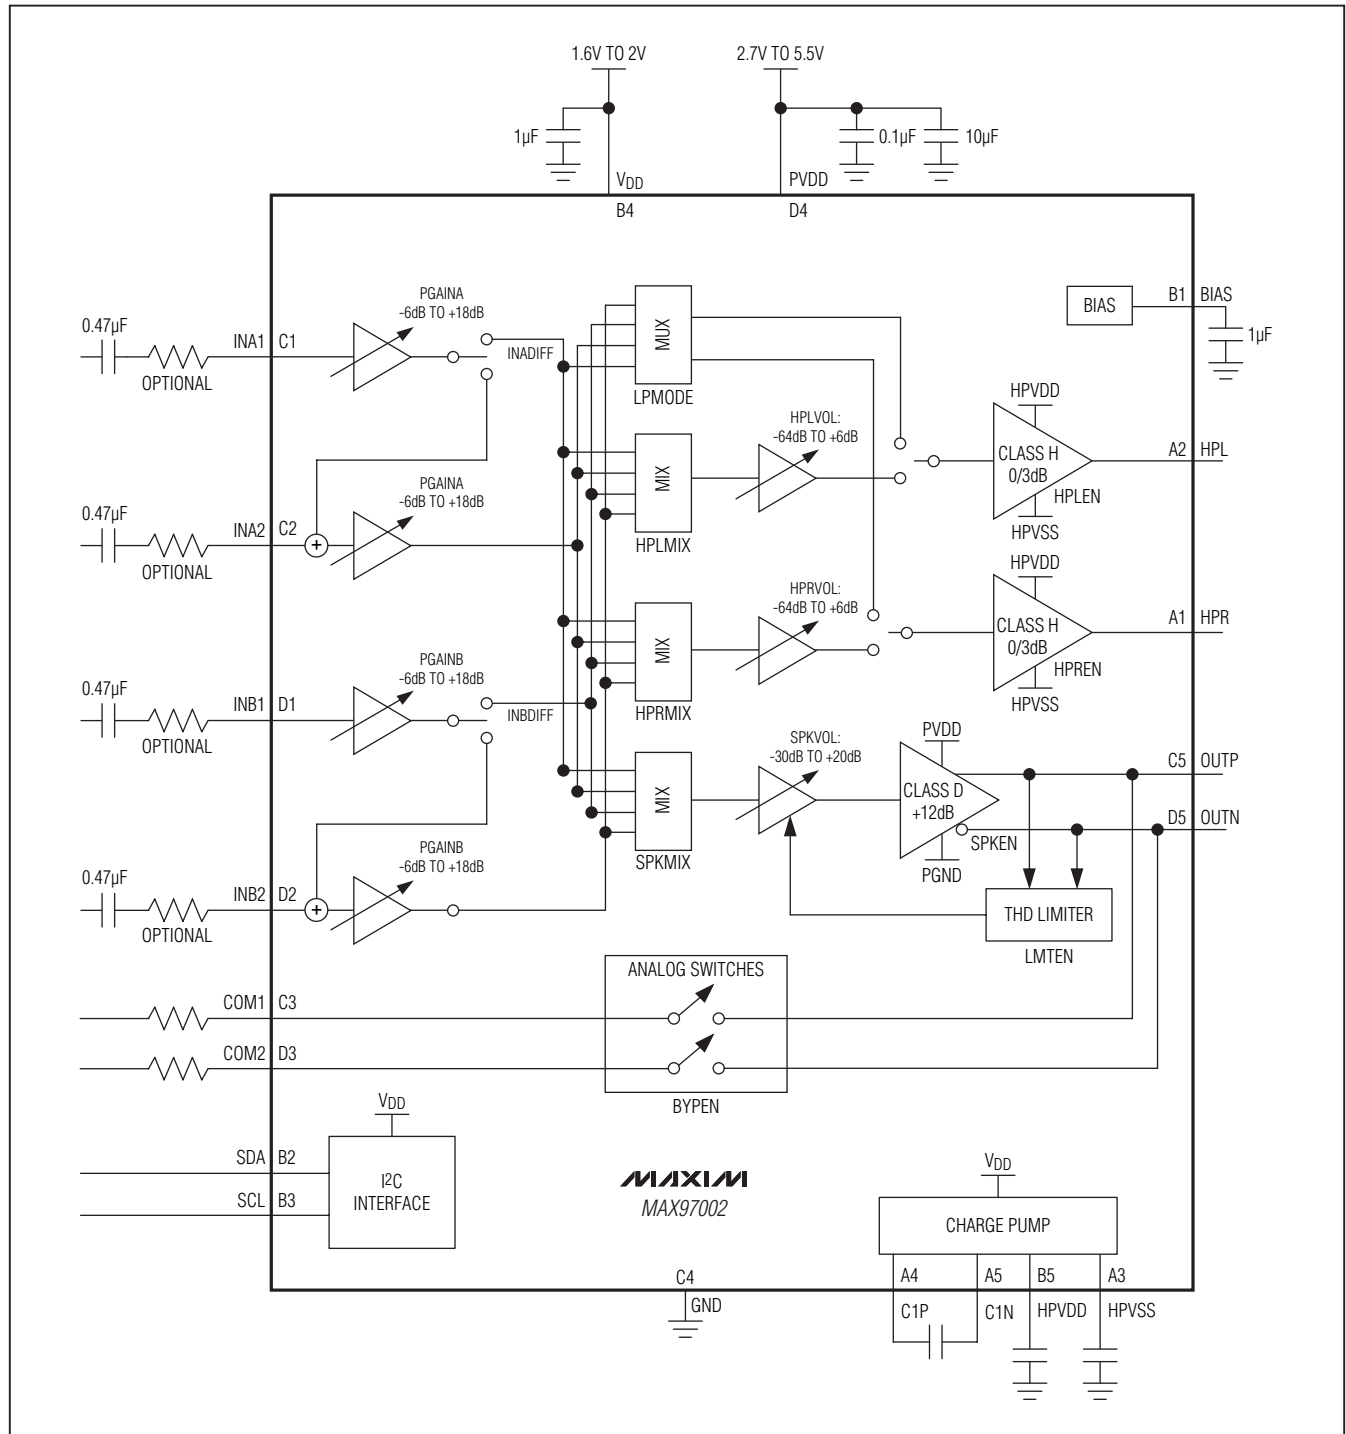 1.6V TO 2V
2.7V TO 5.5V
1µF
0.1µF
10µF
VDD
PVDD
B4
D4
PGAINA
-6dB TO +18dB
0.47µF
INA1
C1
OPTIONAL
INADIFF
MUX
LPMODE
BIAS
B1
BIAS
1µF
HPLVOL:
-64dB TO +6dB
HPVDD
CLASS H
0/3dB
HPLEN
HPVSS
A2
HPL
PGAINA
-6dB TO +18dB
0.47µF
INA2
C2
+
OPTIONAL
MIX
HPLMIX
HPRVOL:
-64dB TO +6dB
HPVDD
CLASS H
0/3dB
HPREN
HPVSS
A1
HPR
PGAINB
-6dB TO +18dB
0.47µF
INB1
D1
OPTIONAL
INBDIFF
MIX
HPRMIX
SPKVOL:
-30dB TO +20dB
PVDD
CLASS D
+12dB
SPKEN
PGND
C5
OUTP
D5
OUTN
MIX
SPKMIX
PGAINB
-6dB TO +18dB
0.47µF
INB2
D2
+
OPTIONAL
THD LIMITER
LMTEN
ANALOG SWITCHES
COM1
C3
COM2
D3
BYPEN
VDD
SDA
B2
SCL
B3
I2C
INTERFACE
MAXIM
MAX97002
VDD
CHARGE PUMP
C4
GND
A4
A5
B5
A3
C1P
C1N
HPVDD
HPVSS